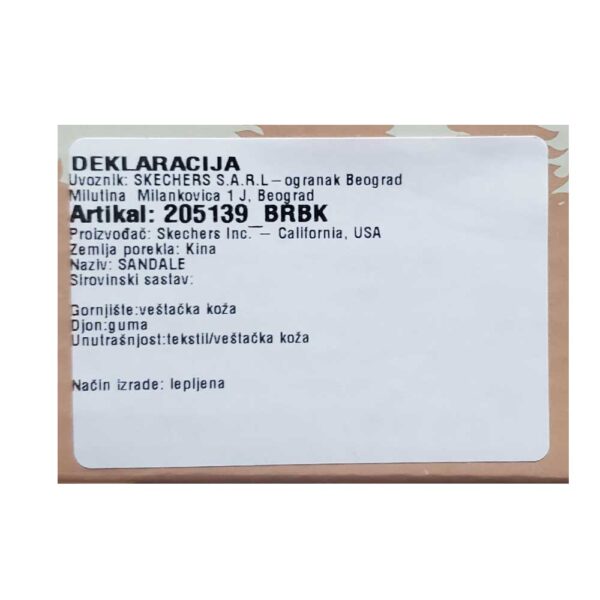 DEKLARACIJA
Uvoznik: SKECHERS S.A.R.L-ogranak Beograd
Milutina Milankovica 1 J, Beograd
Artikal: 205139_BRBK
Proizvođač: Skechers Inc. - California, USA
Zemlja porekla: Kina
Naziv: SANDALE
Sirovinski sastav:
Gornjište:veštačka koža
Djon:guma
Unutrašnjost:tekstil/veštačka koža
Način izrade: lepljena